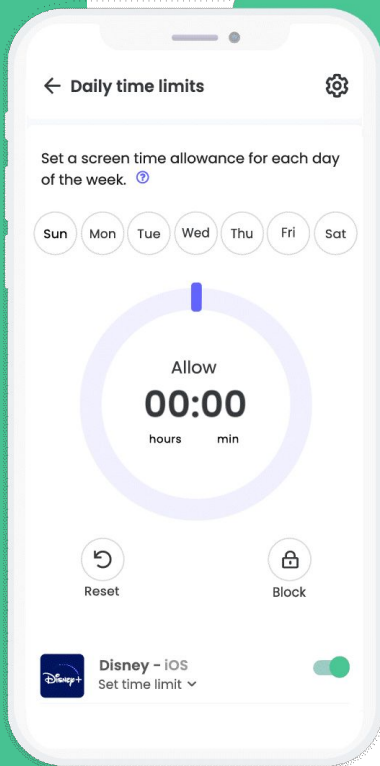 Daily time limits
Set a screen time allowance for each day
of the week. ?
Sun Mon Tue Wed Thu Fri Sat
Allow
00:00
hours min
Reset Block
Disney+
Disney - iOS
Set time limit